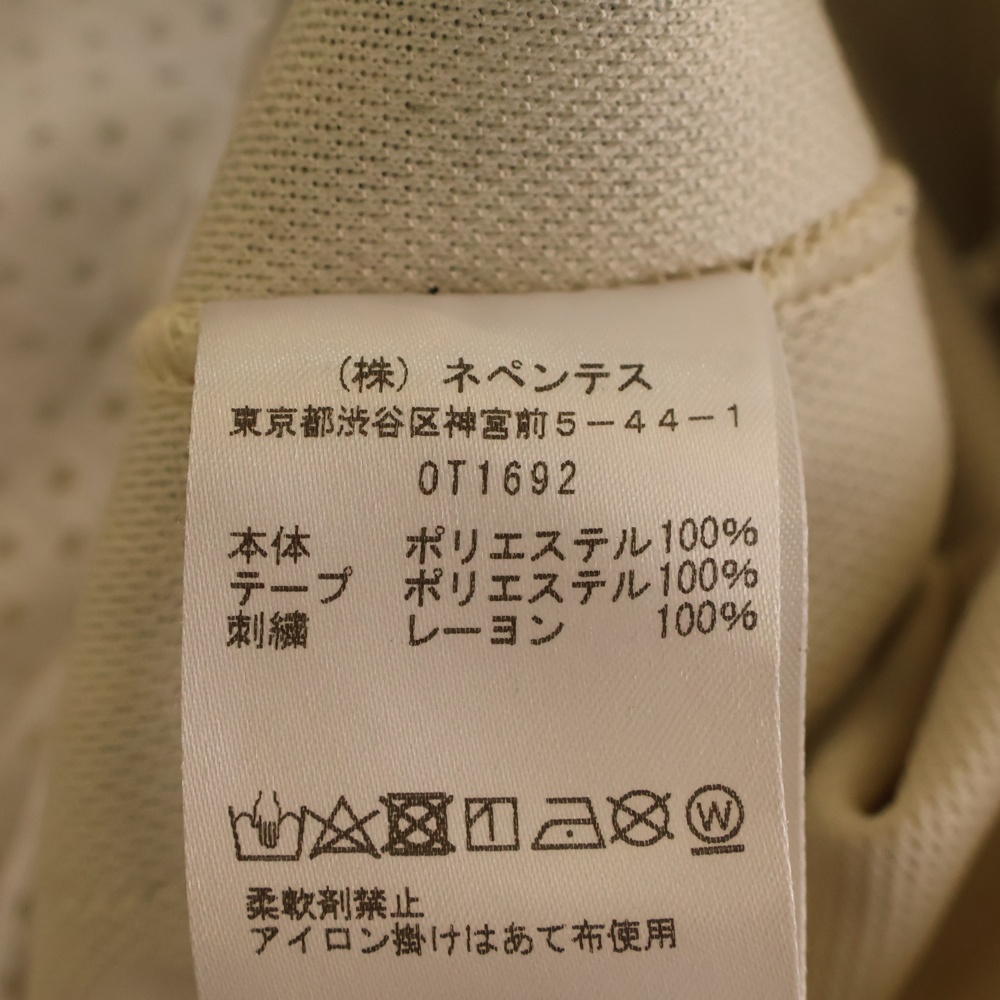 （株）ネペンテス
東京都渋谷区神宮前5－44－1
OT1692
本体 ポリエステル100%
テープ ポリエステル100%
刺繍 レーヨン 100%
W
柔軟剤禁止
アイロン掛けはあて布使用